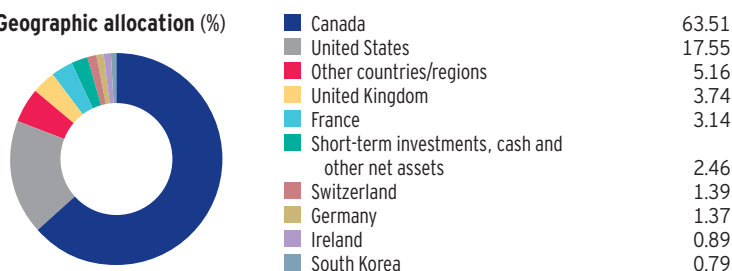 Geographic allocation (%)
Canada 63.51
United States 17.55
Other countries/regions 5.16
United Kingdom 3.74
France 3.14
Short-term investments, cash and
other net assets 2.46
Switzerland 1.39
Germany 1.37
Ireland 0.89
South Korea 0.79